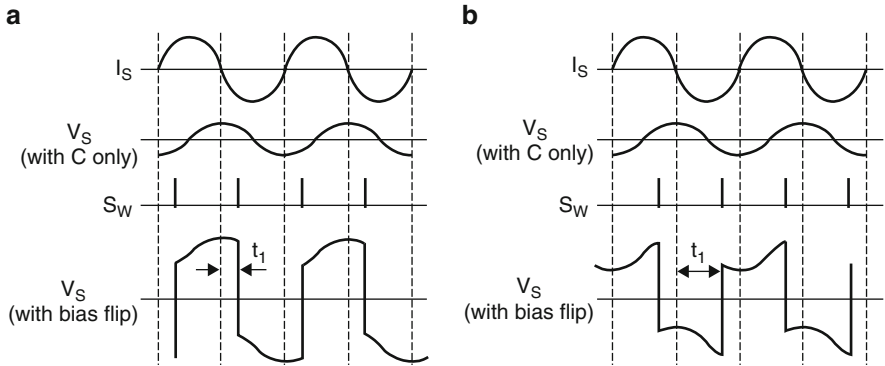 a
I_S
V_S
(with C only)
S_W
t_1
V_S
(with bias flip)
b
I_S
V_S
(with C only)
S_W
t_1
V_S
(with bias flip)